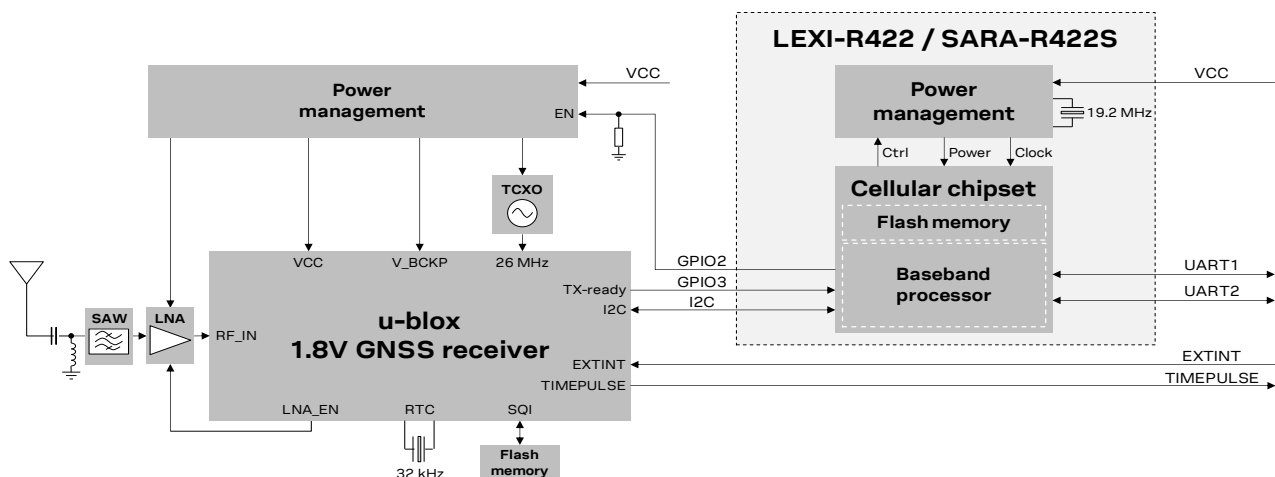 LEXI-R422 / SARA-R422S
VCC
Power
management
EN
VCC
Power
management
19.2 MHz
Ctrl
Power
Clock
TCXO
Cellular chipset
Flash memory
Baseband
processor
VCC
V_BCKP
26 MHz
GPIO2
TX-ready
GPIO3
I2C
I2C
UART1
UART2
SAW
LNA
RF_IN
u-blox
1.8V GNSS receiver
EXTINT
EXTINT
TIMEPULSE
TIMEPULSE
LNA_EN
RTC
SQI
32 kHz
Flash
memory